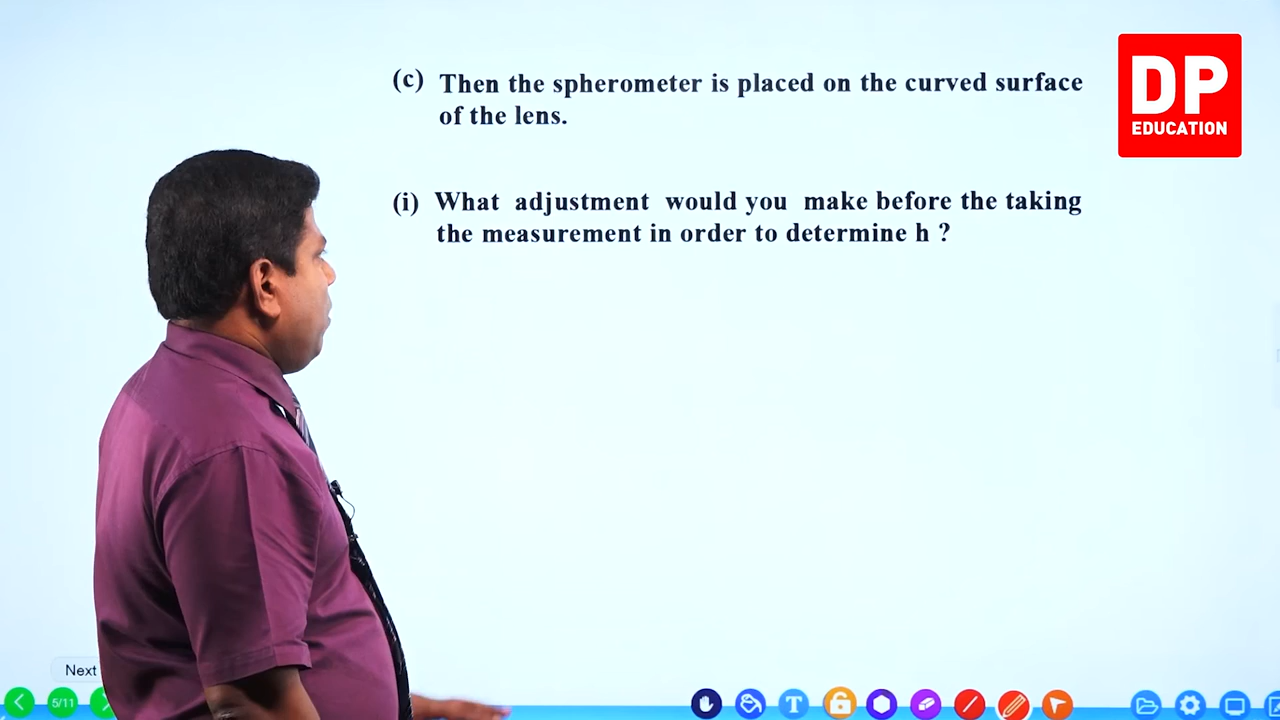 DP
EDUCATION
(c) Then the spherometer is placed on the curved surface
of the lens.
(i) What adjustment would you make before the taking
the measurement in order to determine h ?
Next
5/11
T